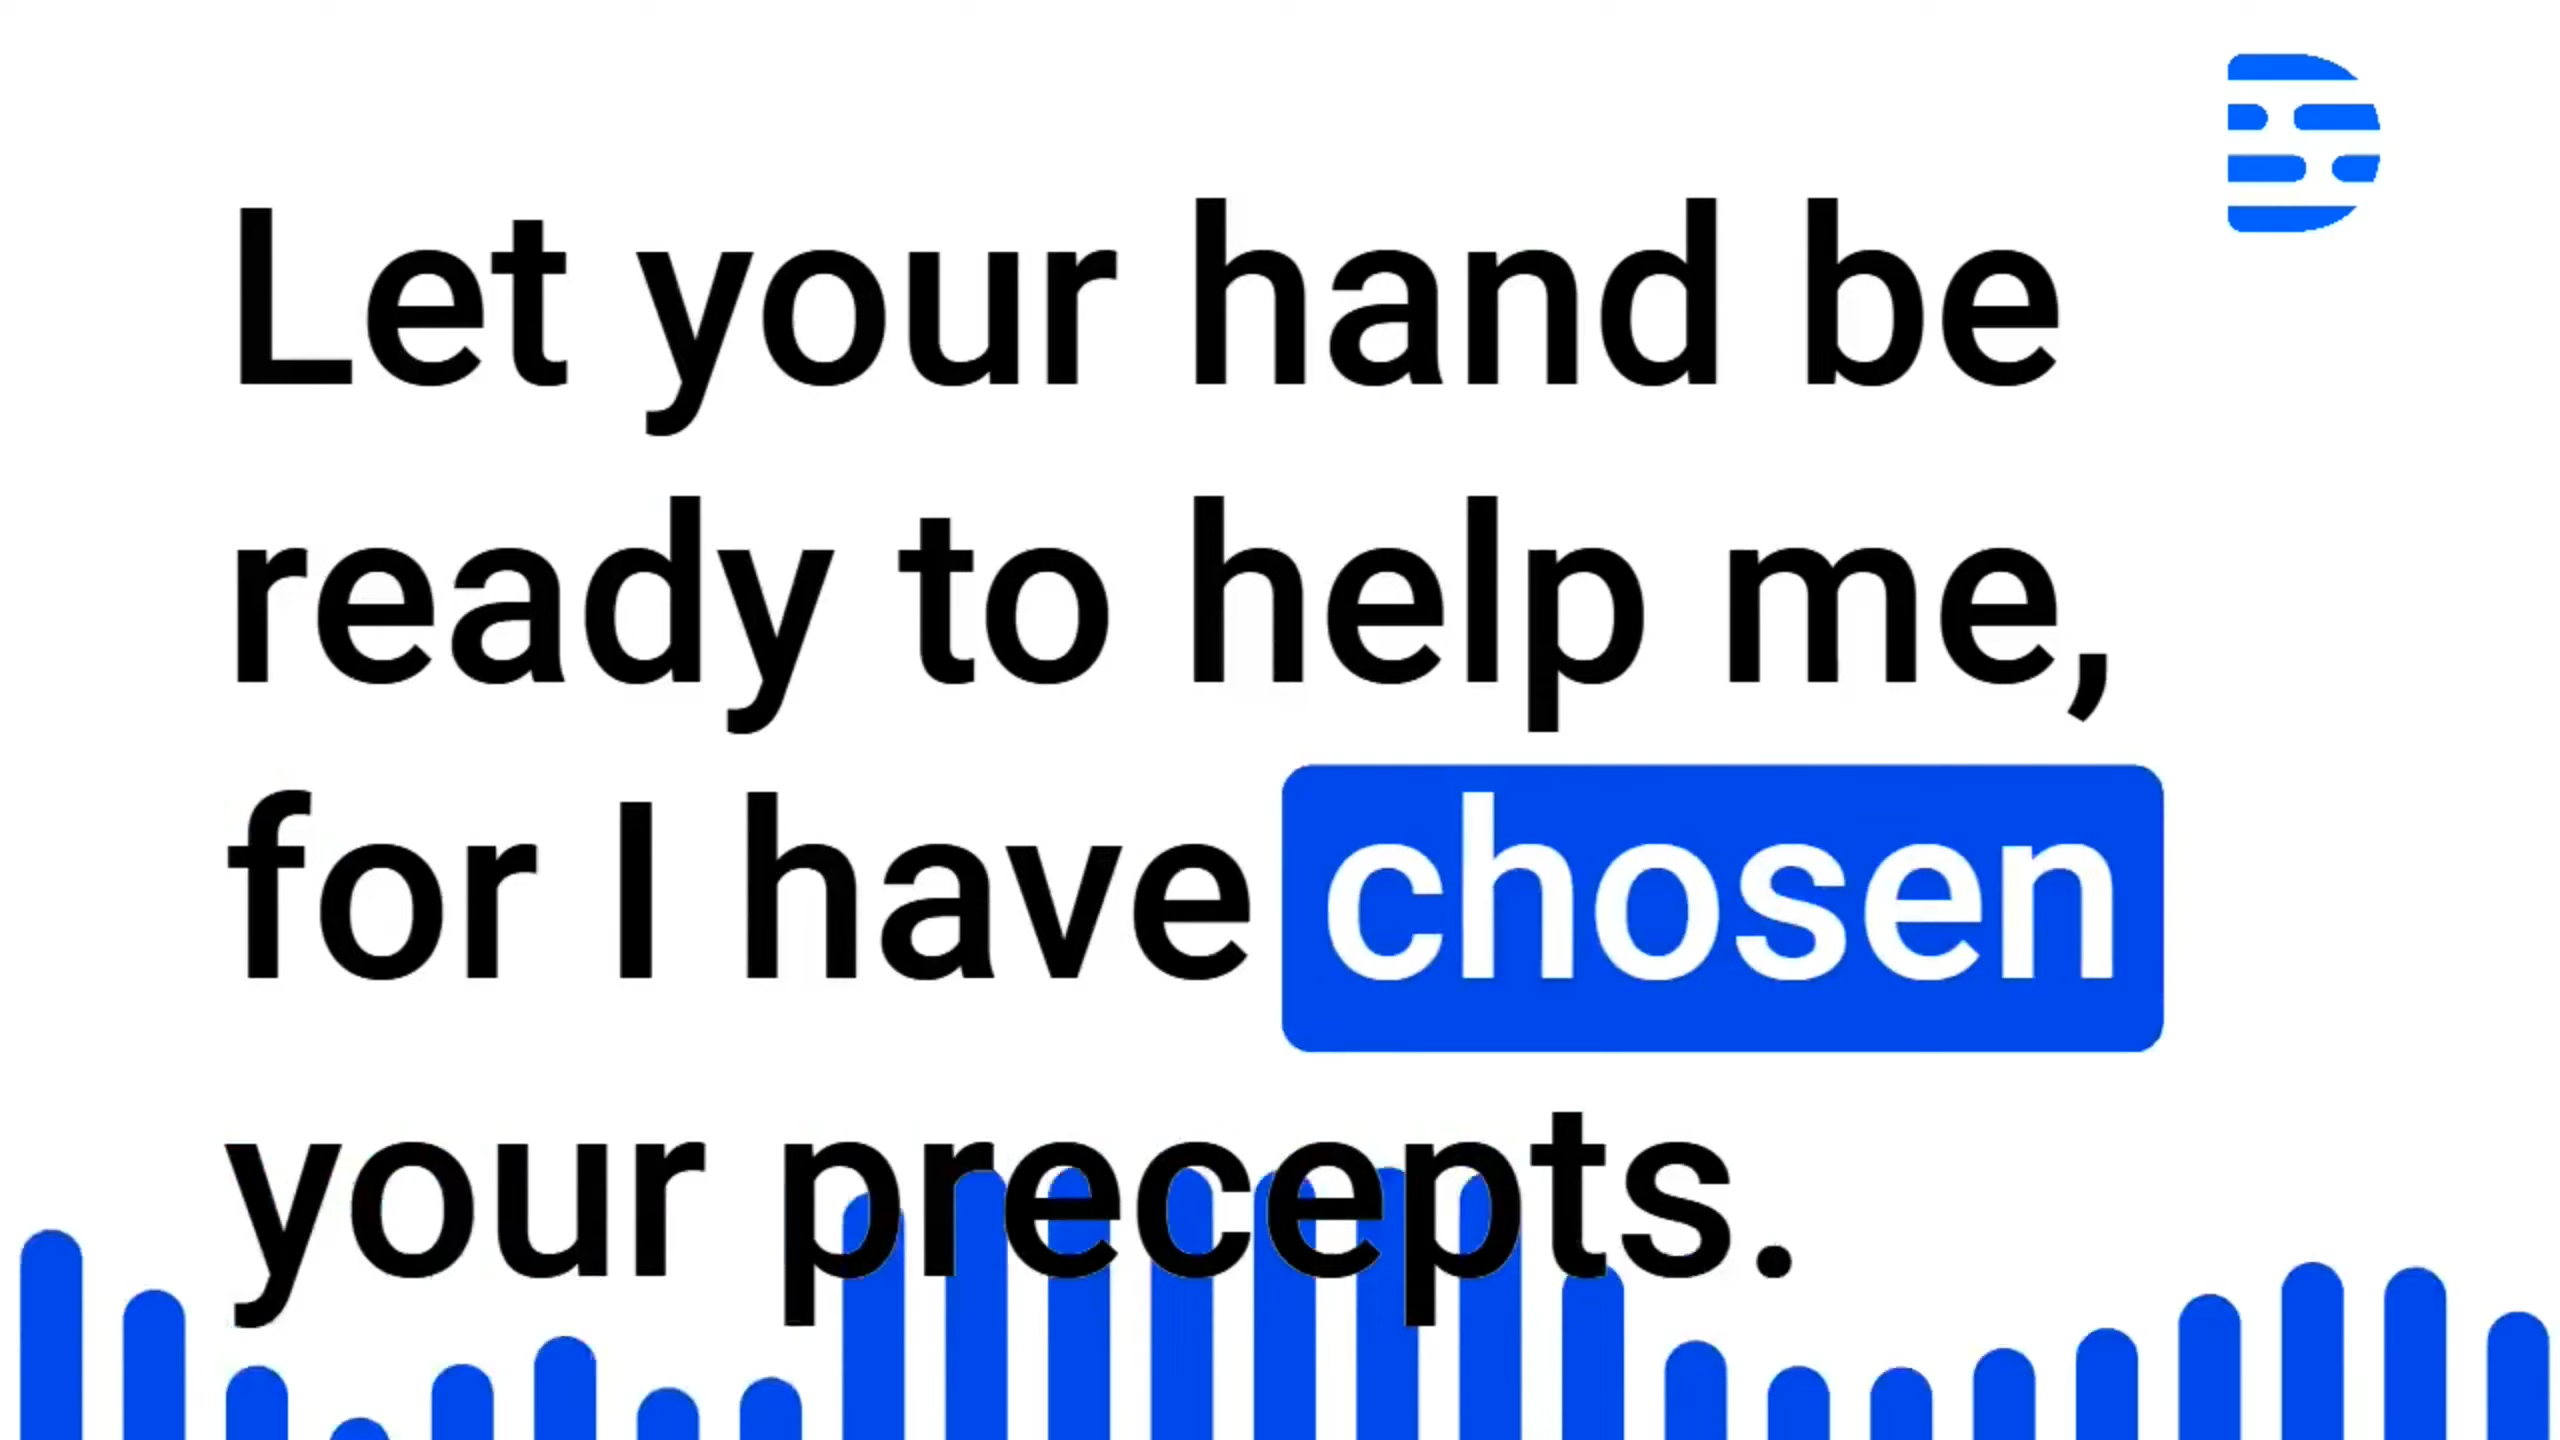 Let your hand be
ready to help me,
for I have chosen
your precepts.